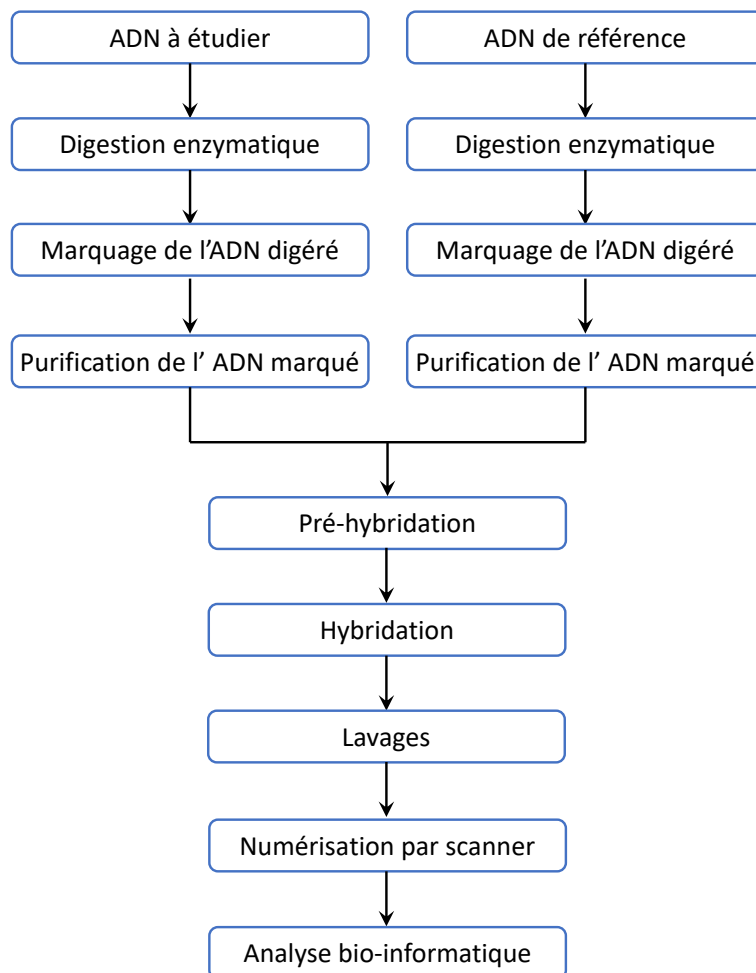 ADN à étudier
ADN de référence
Digestion enzymatique
Digestion enzymatique
Marquage de l'ADN digéré
Marquage de l'ADN digéré
Purification de l' ADN marqué
Purification de l' ADN marqué
Pré-hybridation
Hybridation
Lavages
Numérisation par scanner
Analyse bio-informatique